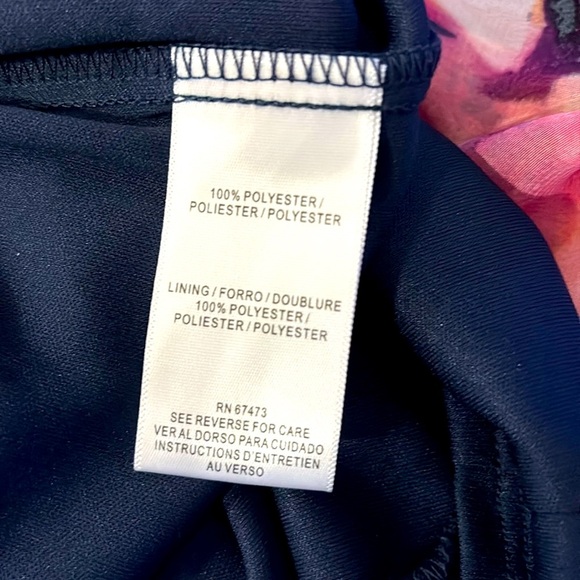 100% POLYESTER /
POLIESTER / POLYESTER
LINING / FORRO / DOUBLURE
100% POLYESTER /
POLIESTER / POLYESTER
RN 67473
SEE REVERSE FOR CARE
VER AL DORSO PARA CUIDADO
INSTRUCTIONS D'ENTRETIEN
AU VERSO